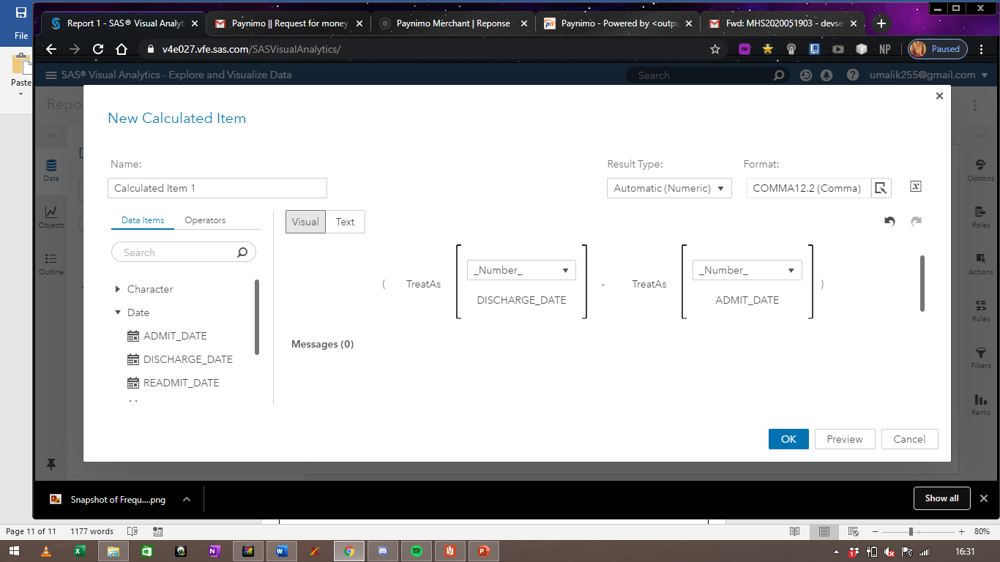 Report 1 - SAS® Visual Analyti
Paynimo || Request for money
Paynimo Merchant | Reponse
Paynimo - Powered by <outpu
Fwd: MHS2020051903 - devse
File
v4e027.vfe.sas.com/SASVisualAnalytics/
NP
Paused
Paste
SAS® Visual Analytics - Explore and Visualize Data
Search
umalik255@gmail.com
Repo
New Calculated Item
Name:
Result Type:
Format:
Calculated Item 1
Automatic (Numeric)
COMMA12.2 (Comma)
x
Data
Options
Data Items
Operators
Visual
Text
Objects
Roles
Search
Outline
Actions
( TreatAs _Number_ DISCHARGE_DATE - TreatAs _Number_ ADMIT_DATE )
Character
Date
Rules
ADMIT_DATE
Messages (0)
DISCHARGE_DATE
Filters
READMIT_DATE
Ranks
OK
Preview
Cancel
Snapshot of Frequ....png
Show all
Page 11 of 11
1177 words
80%
16:31